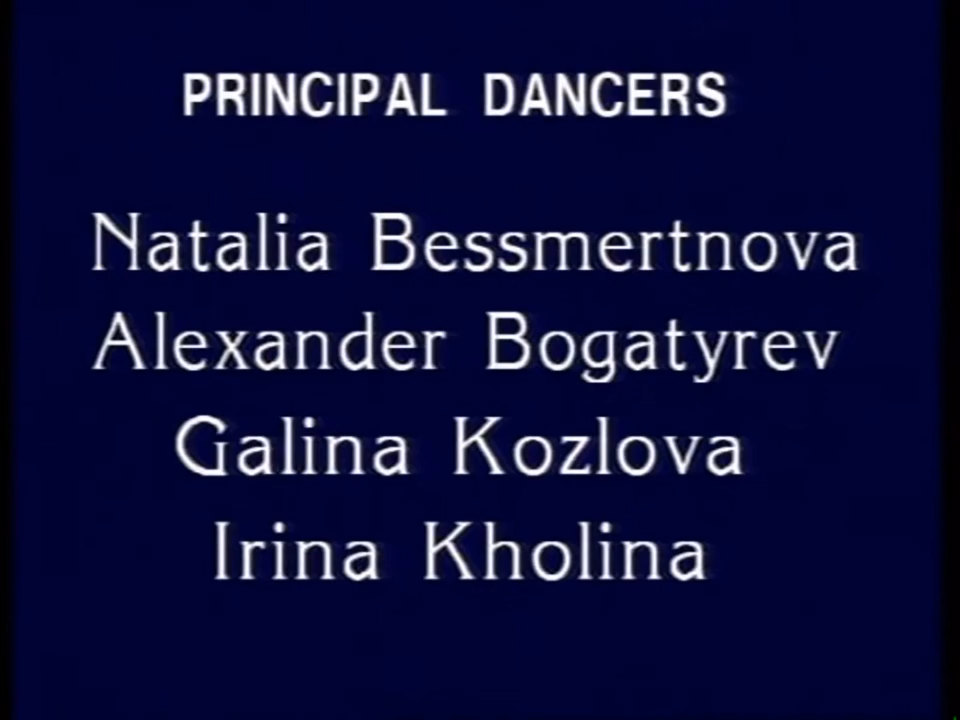 PRINCIPAL DANCERS
Natalia Bessmertnova
Alexander Bogatyrev
Galina Kozlova
Irina Kholina